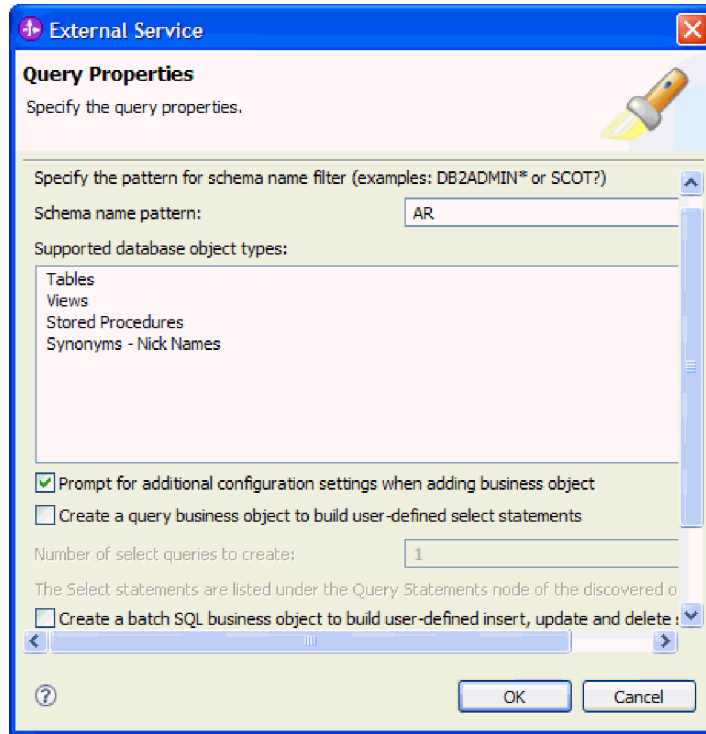 External Service
Query Properties
Specify the query properties.
Specify the pattern for schema name filter (examples: DB2ADMIN* or SCOT?)
Schema name pattern: AR
Supported database object types:
Tables
Views
Stored Procedures
Synonyms - Nick Names
Prompt for additional configuration settings when adding business object
Create a query business object to build user-defined select statements
Number of select queries to create: 1
The Select statements are listed under the Query Statements node of the discovered o
Create a batch SQL business object to build user-defined insert, update and delete s
? OK Cancel